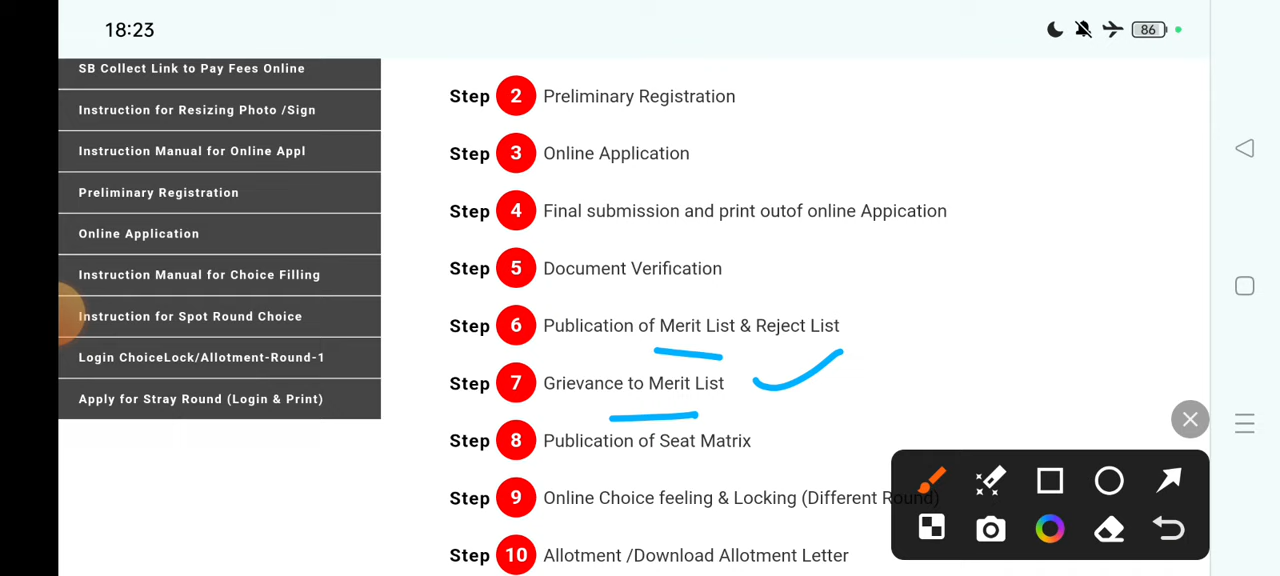 18:23
86
SB Collect Link to Pay Fees Online
Instruction for Resizing Photo /Sign
Instruction Manual for Online Appl
Preliminary Registration
Online Application
Instruction Manual for Choice Filling
Instruction for Spot Round Choice
Login ChoiceLock/Allotment-Round-1
Apply for Stray Round (Login & Print)
Step 2 Preliminary Registration
Step 3 Online Application
Step 4 Final submission and print outof online Appication
Step 5 Document Verification
Step 6 Publication of Merit List & Reject List
Step 7 Grievance to Merit List
Step 8 Publication of Seat Matrix
Step 9 Online Choice feeling & Locking (Different Round)
Step 10 Allotment /Download Allotment Letter